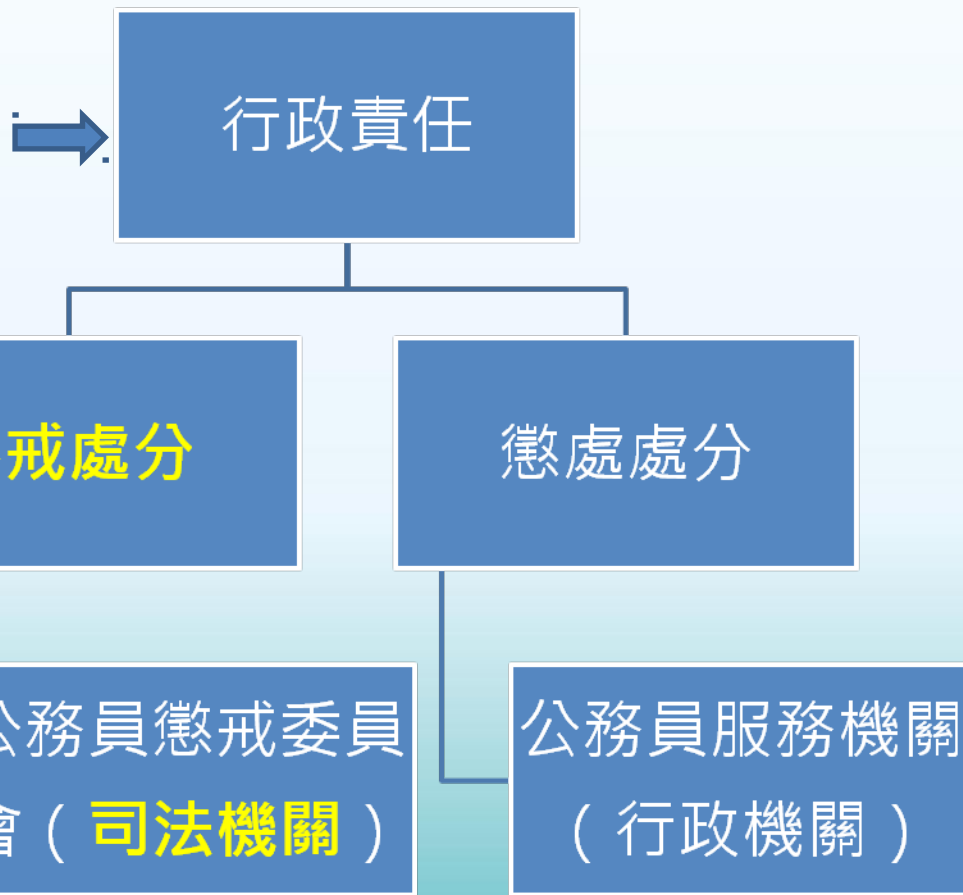 行政責任
戒處分
懲處處分
公務員懲戒委員
會（司法機關）
公務員服務機關
（行政機關）